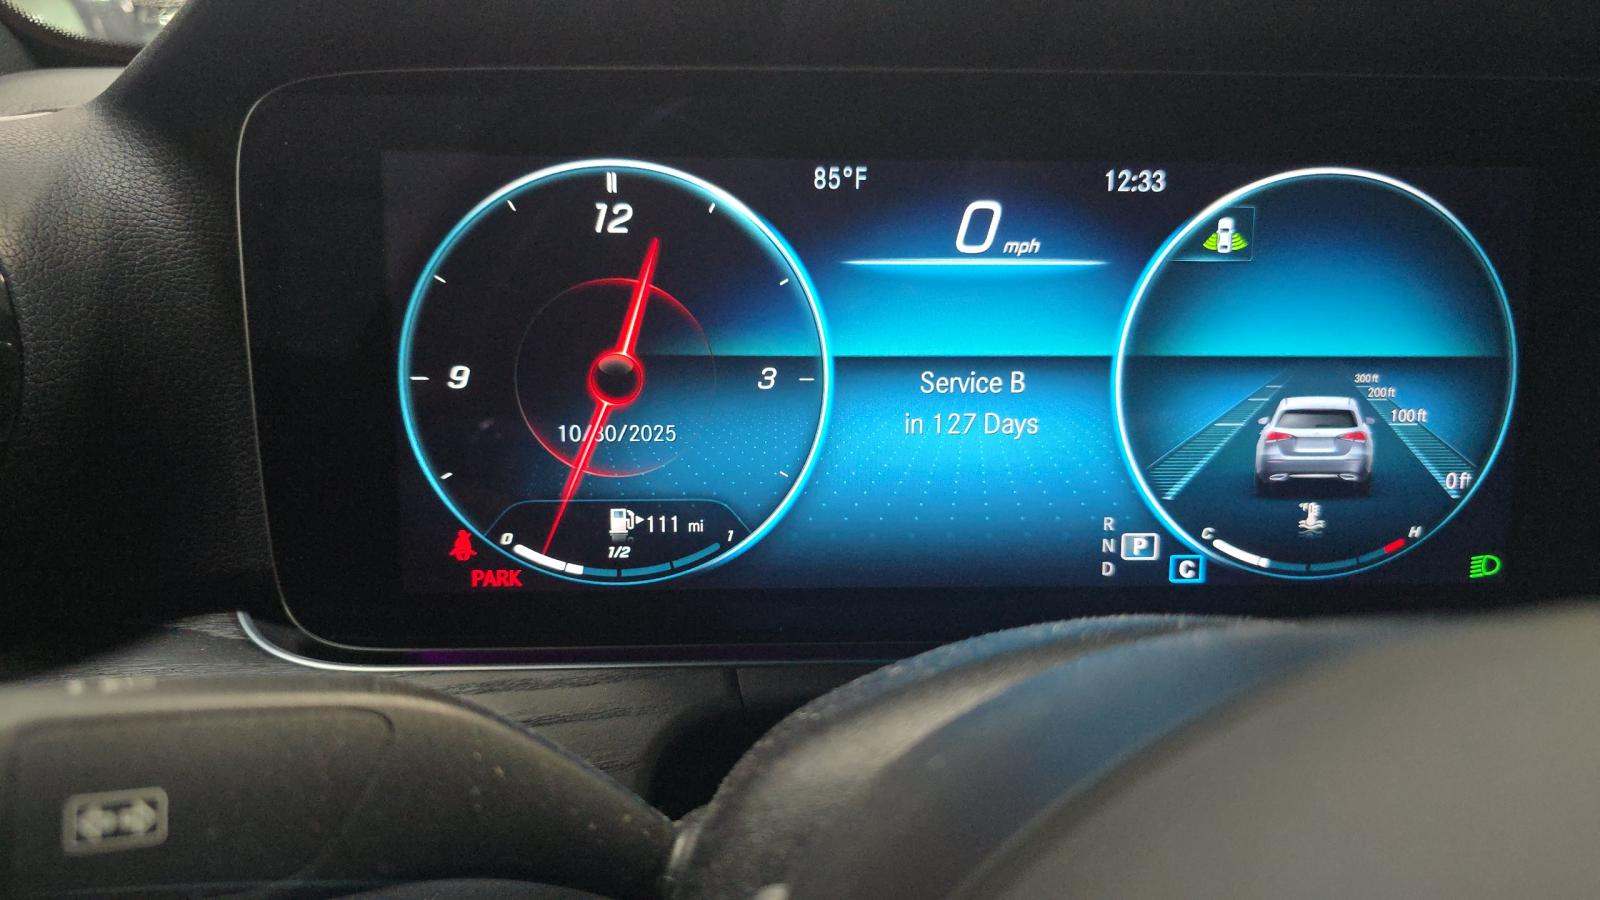 85°F
12:33
0 mph
12
9
3
10/30/2025
111 mi
0
1/2
1
PARK
Service B
in 127 Days
R
N
P
D
C
300 ft
200 ft
100 ft
0 ft
C
H